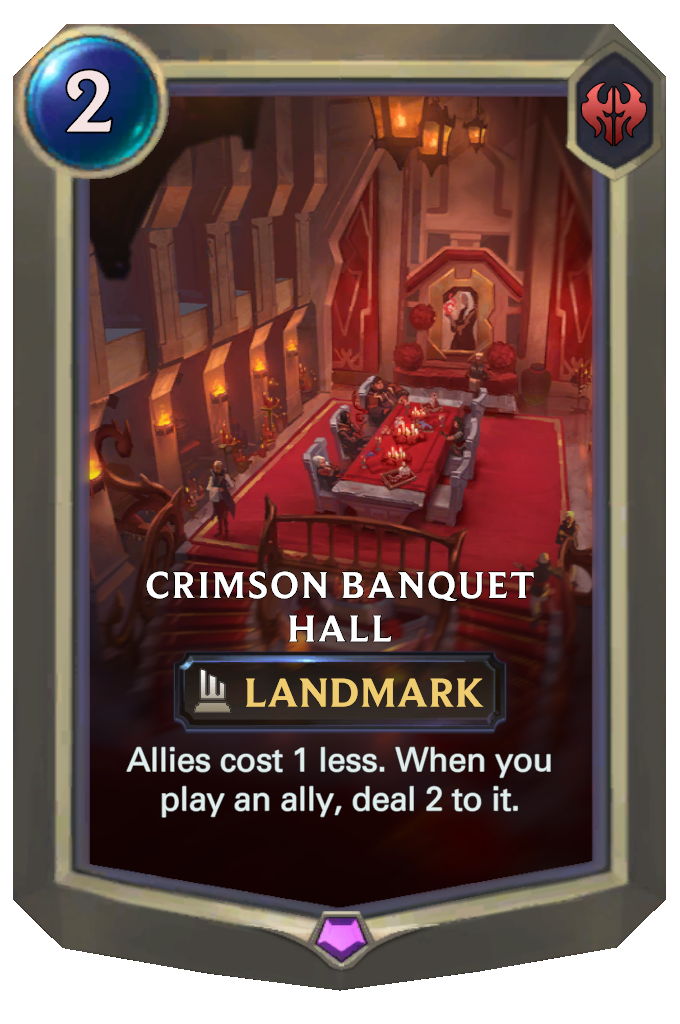 2
CRIMSON BANQUET
HALL
LANDMARK
Allies cost 1 less. When you
play an ally, deal 2 to it.